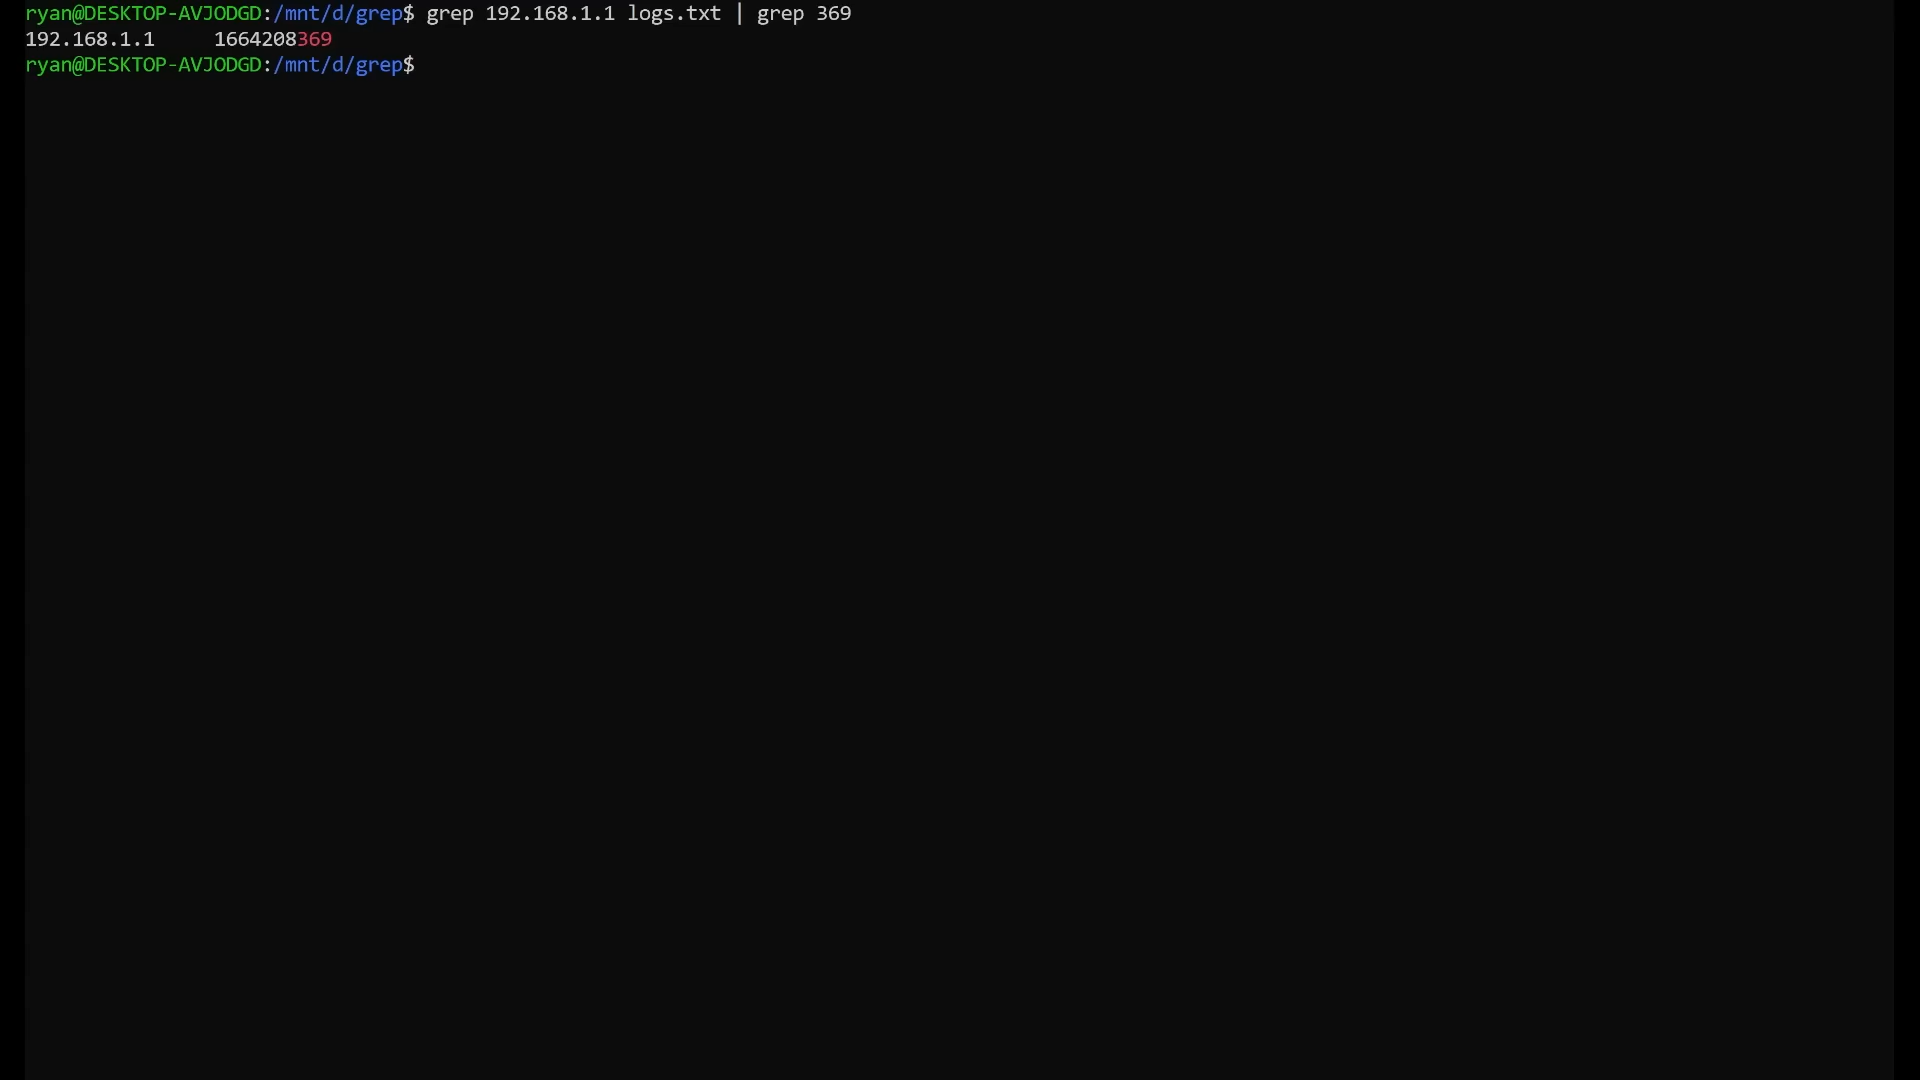 ryan@DESKTOP-AVJODGD:/mnt/d/grep$ grep 192.168.1.1 logs.txt | grep 369
192.168.1.1     1664208369
ryan@DESKTOP-AVJODGD:/mnt/d/grep$